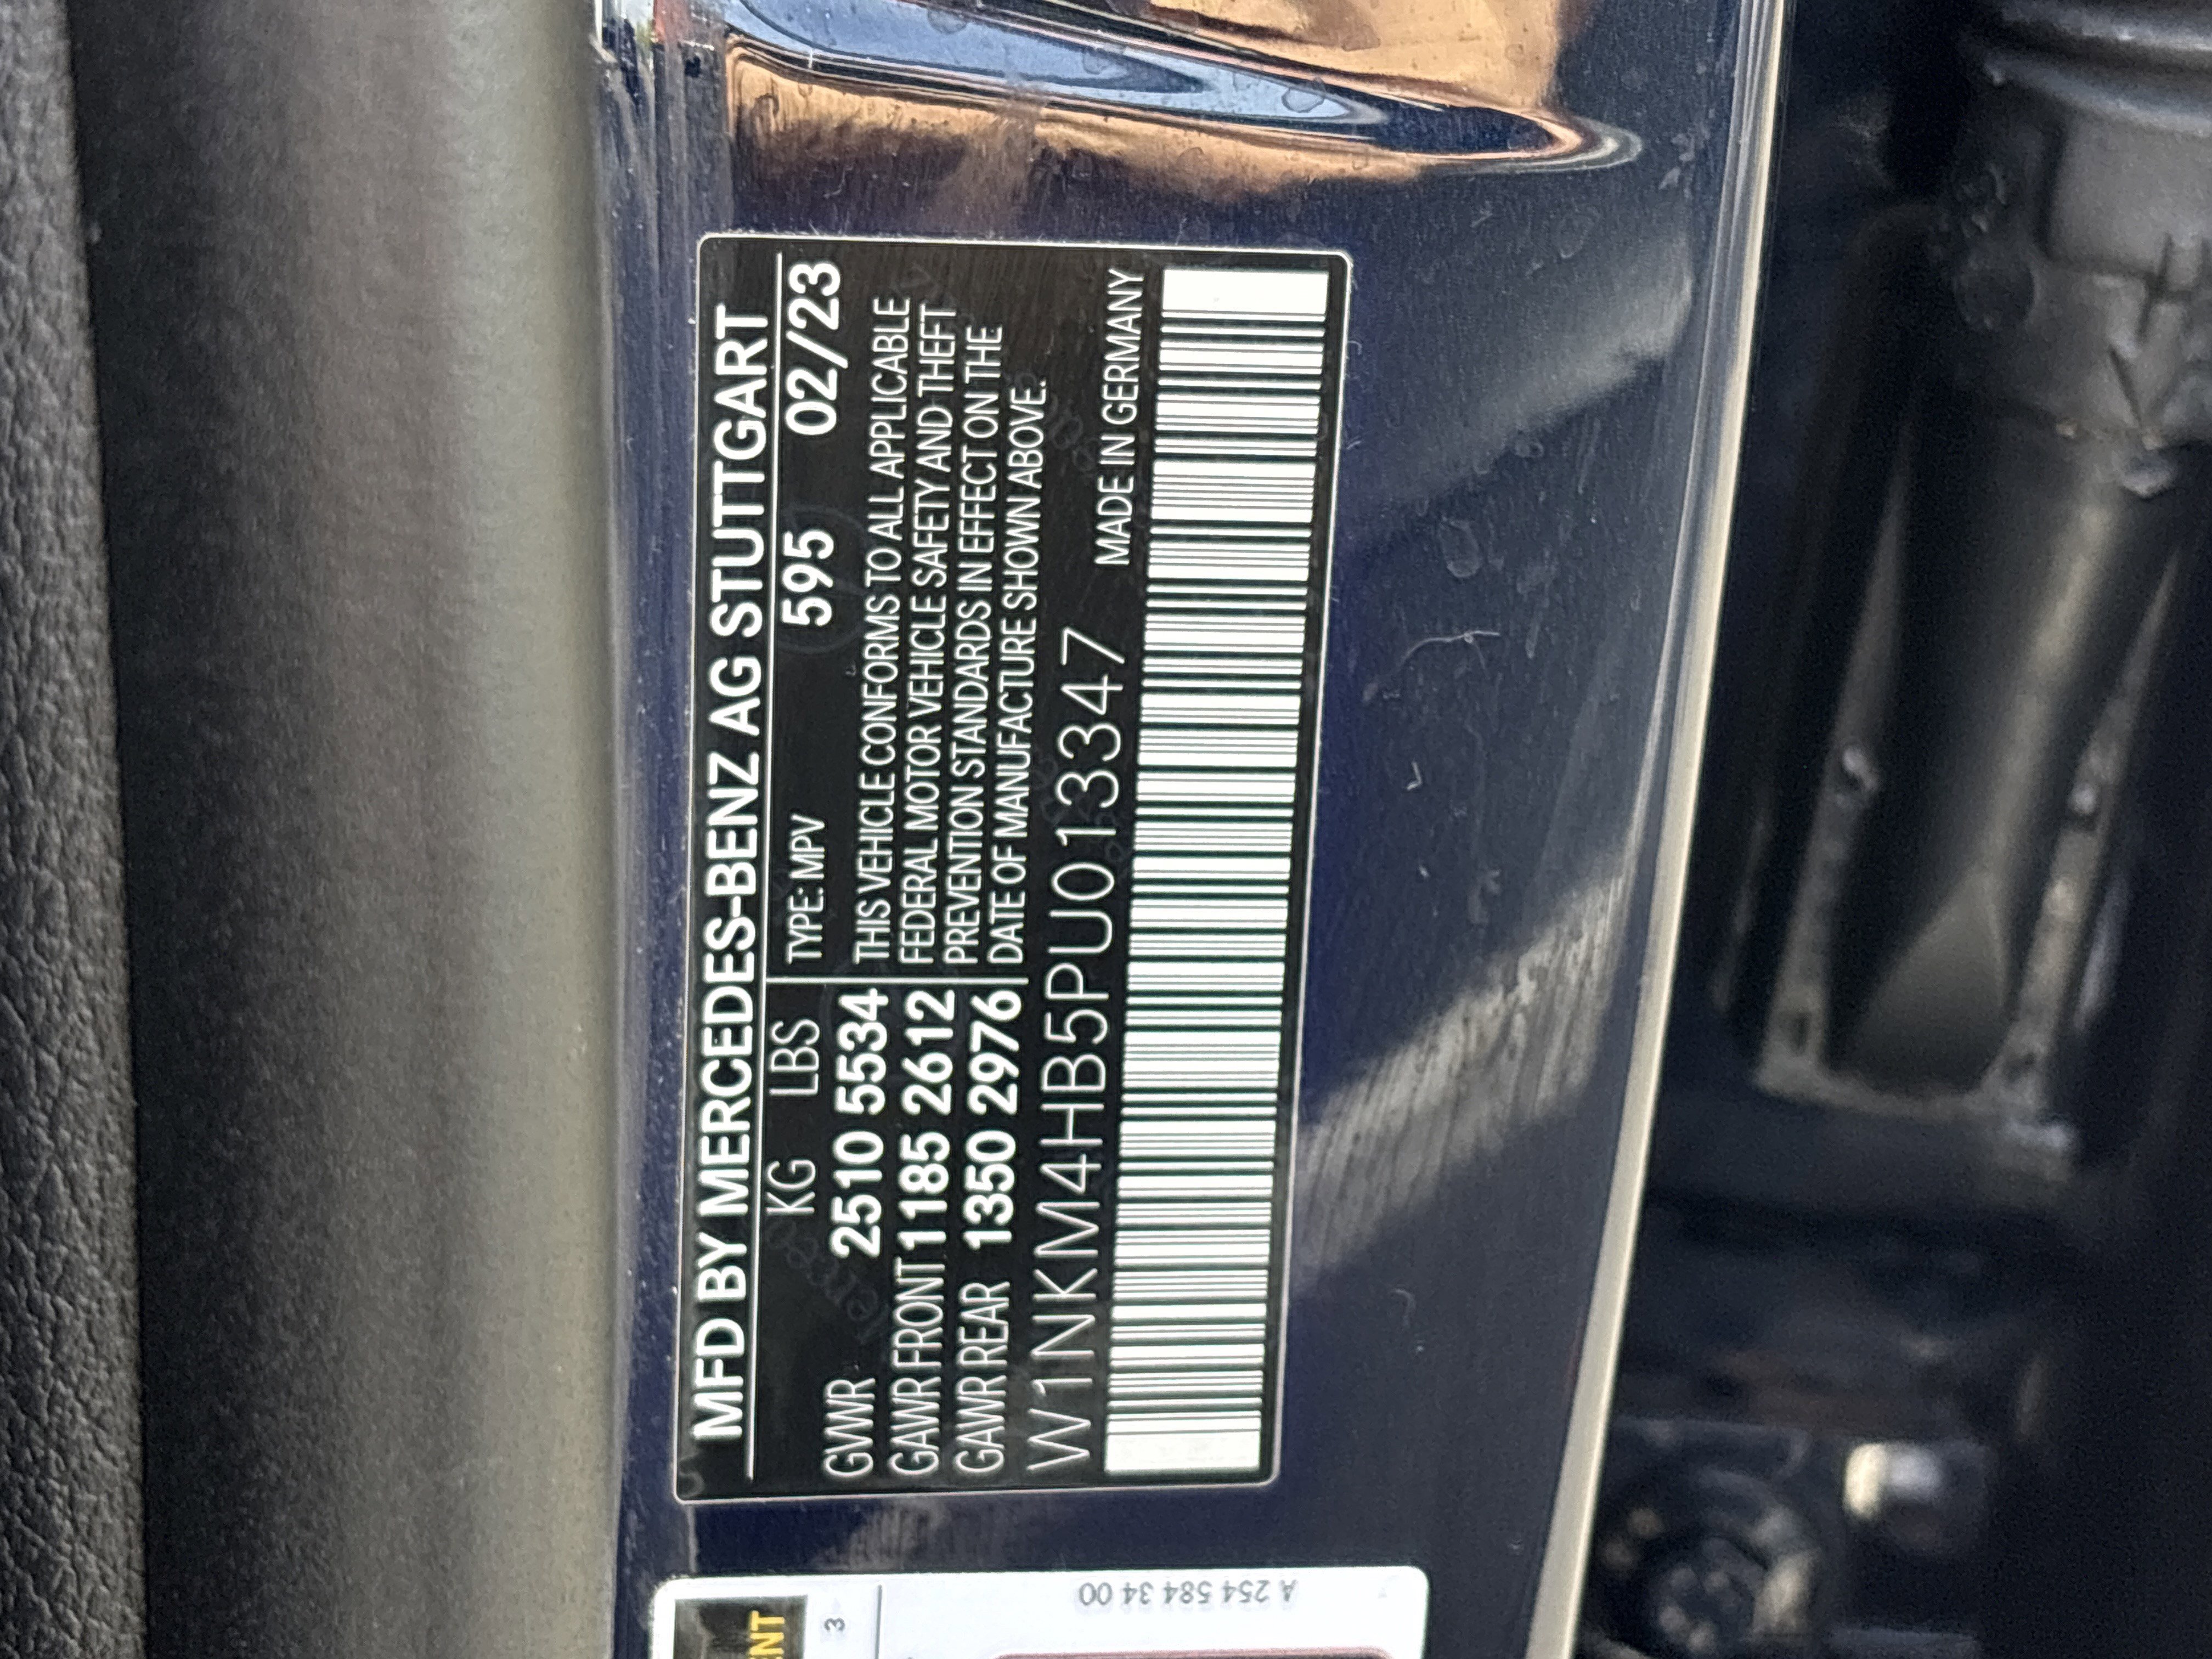 MFD BY MERCEDES-BENZ AG STUTTGART
KG LBS TYPE: MPV 595 02/23
GVWR 2510 5534 THIS VEHICLE CONFORMS TO ALL APPLICABLE
GAWR FRONT 1185 2612 FEDERAL MOTOR VEHICLE SAFETY AND THEFT
GAWR REAR 1350 2976 PREVENTION STANDARDS IN EFFECT ON THE
DATE OF MANUFACTURE SHOWN ABOVE.
W1NKM4HB5PU013347 MADE IN GERMANY
3
A 254 584 34 00